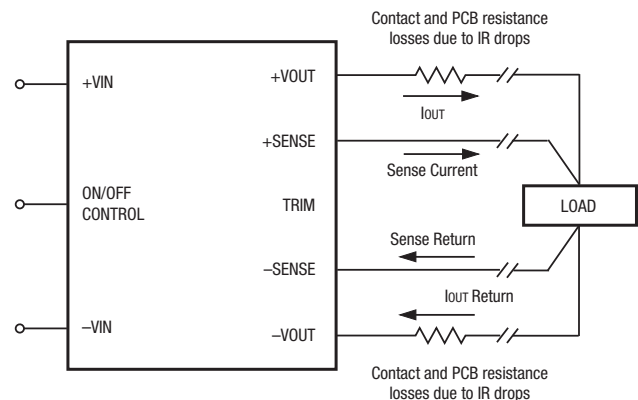 Contact and PCB resistance
losses due to IR drops
+VOUT
+VIN
IOUT
+SENSE
Sense Current
ON/OFF
CONTROL
TRIM
LOAD
Sense Return
–SENSE
IOUT Return
–VIN
–VOUT
Contact and PCB resistance
losses due to IR drops